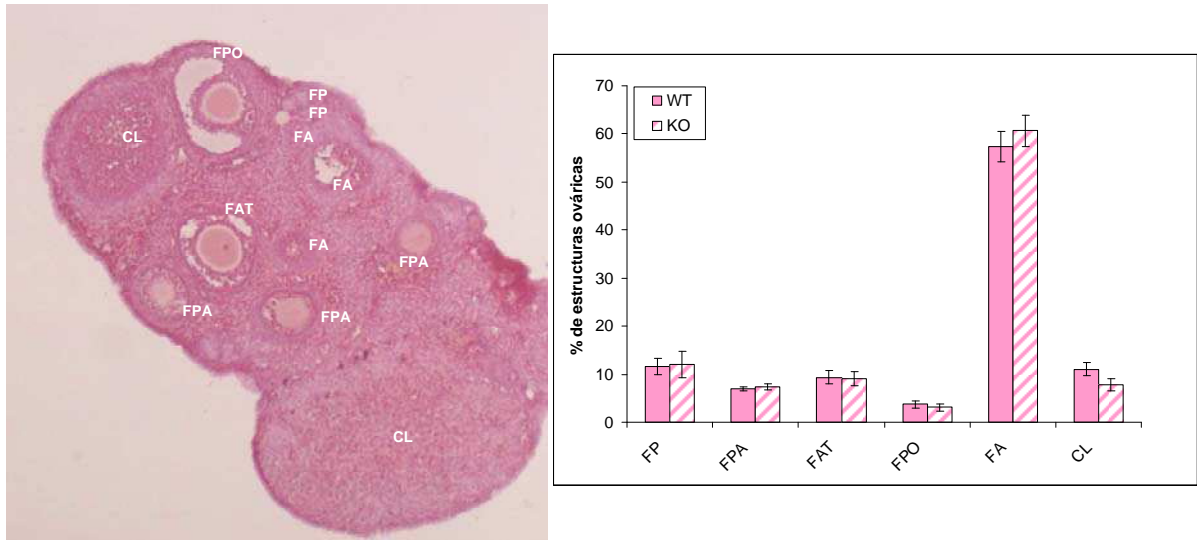 FPO
FP
FP
CL
FA
FA
FAT
FA
FPA
FPA
FPA
CL
70
60
50
40
30
20
10
0
% de estructuras ováricas
WT
KO
FP
FPA
FAT
FPO
FA
CL